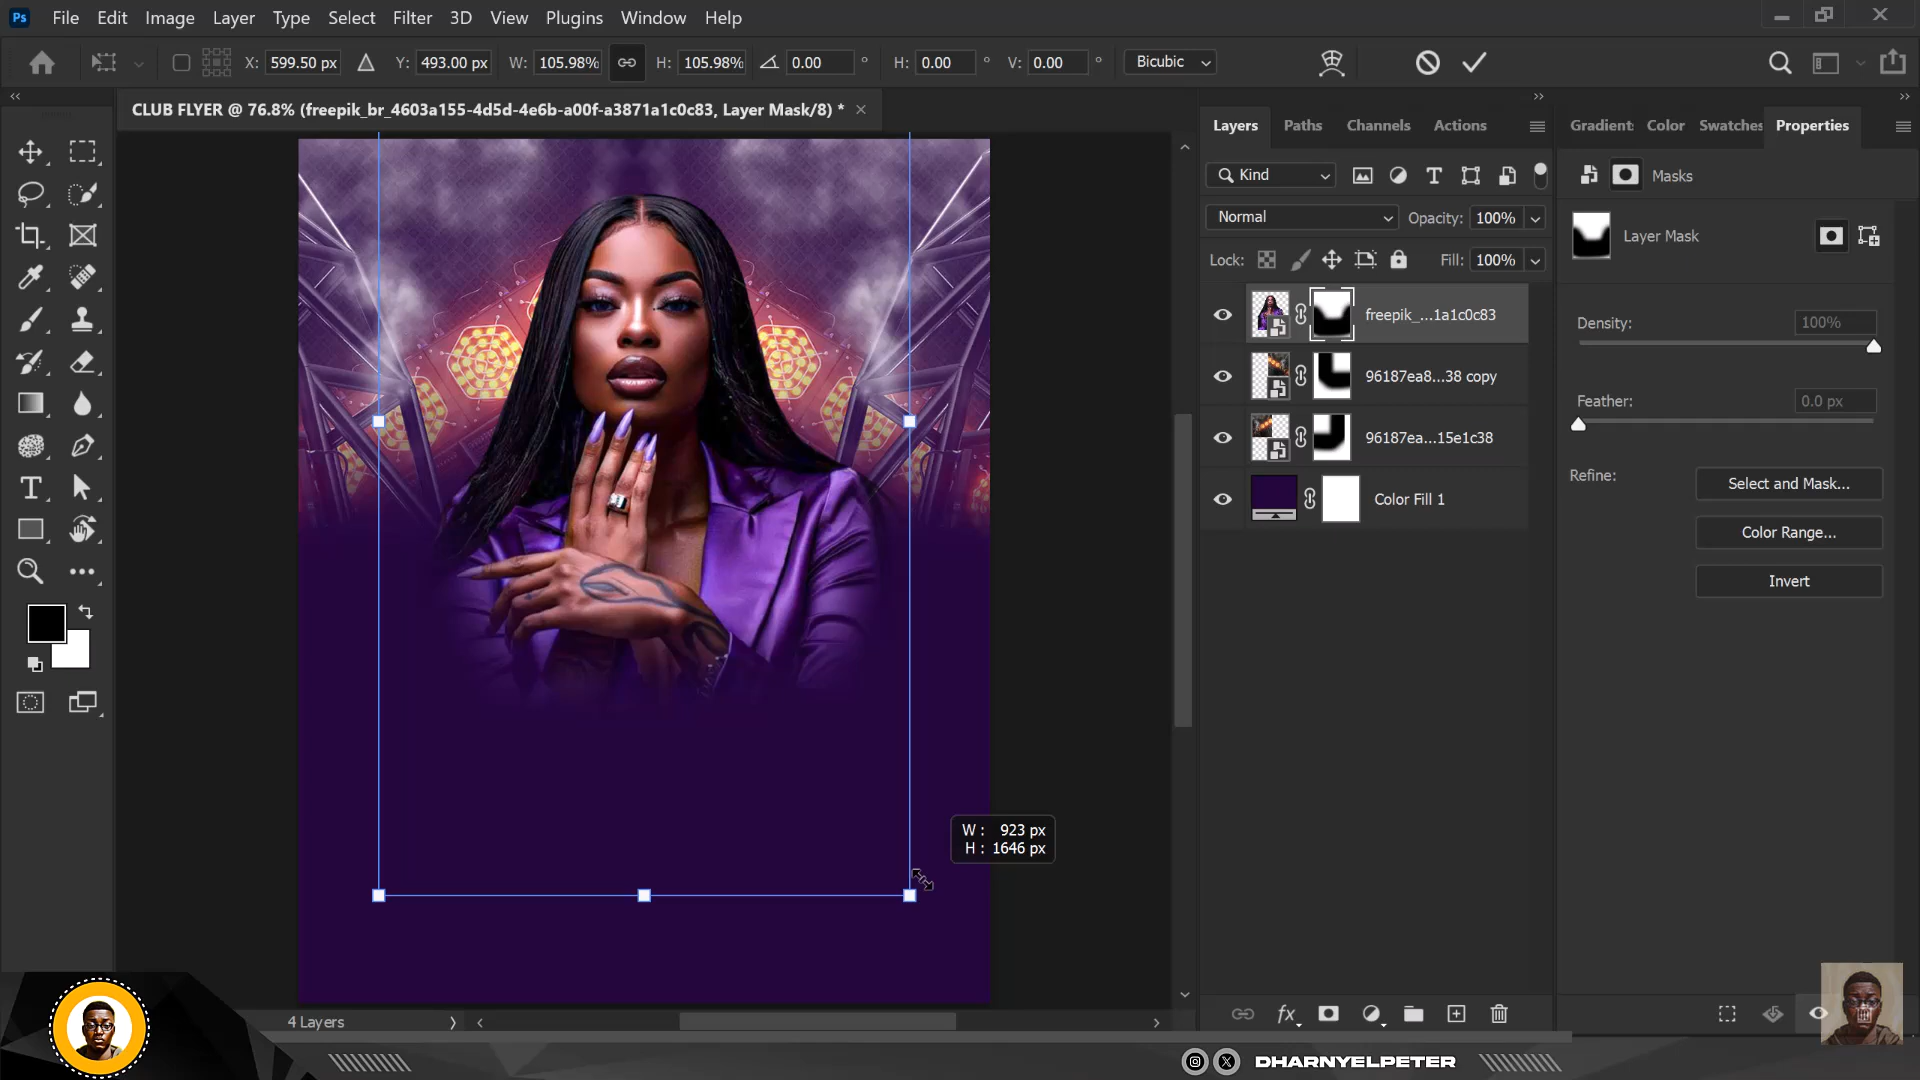 Ps File Edit Image Layer Type Select Filter 3D View Plugins Window Help
X: 599.50 px Y: 493.00 px W: 105.98% H: 105.98% 0.00 ° H: 0.00 ° V: 0.00 ° Bicubic
CLUB FLYER @ 76.8% (freepik_br_4603a155-4d5d-4e6b-a00f-a3871a1c0c83, Layer Mask/8) *
Layers Paths Channels Actions
Gradient: Color Swatches Properties
Kind
Masks
Normal Opacity: 100%
Layer Mask
Lock: Fill: 100%
freepik_...1a1c0c83
Density: 100%
96187ea8...38 copy
Feather: 0.0 px
96187ea...15e1c38
Refine: Select and Mask...
Color Fill 1
Color Range...
Invert
W : 923 px
H : 1646 px
4 Layers
fx
DHARNYELPETER